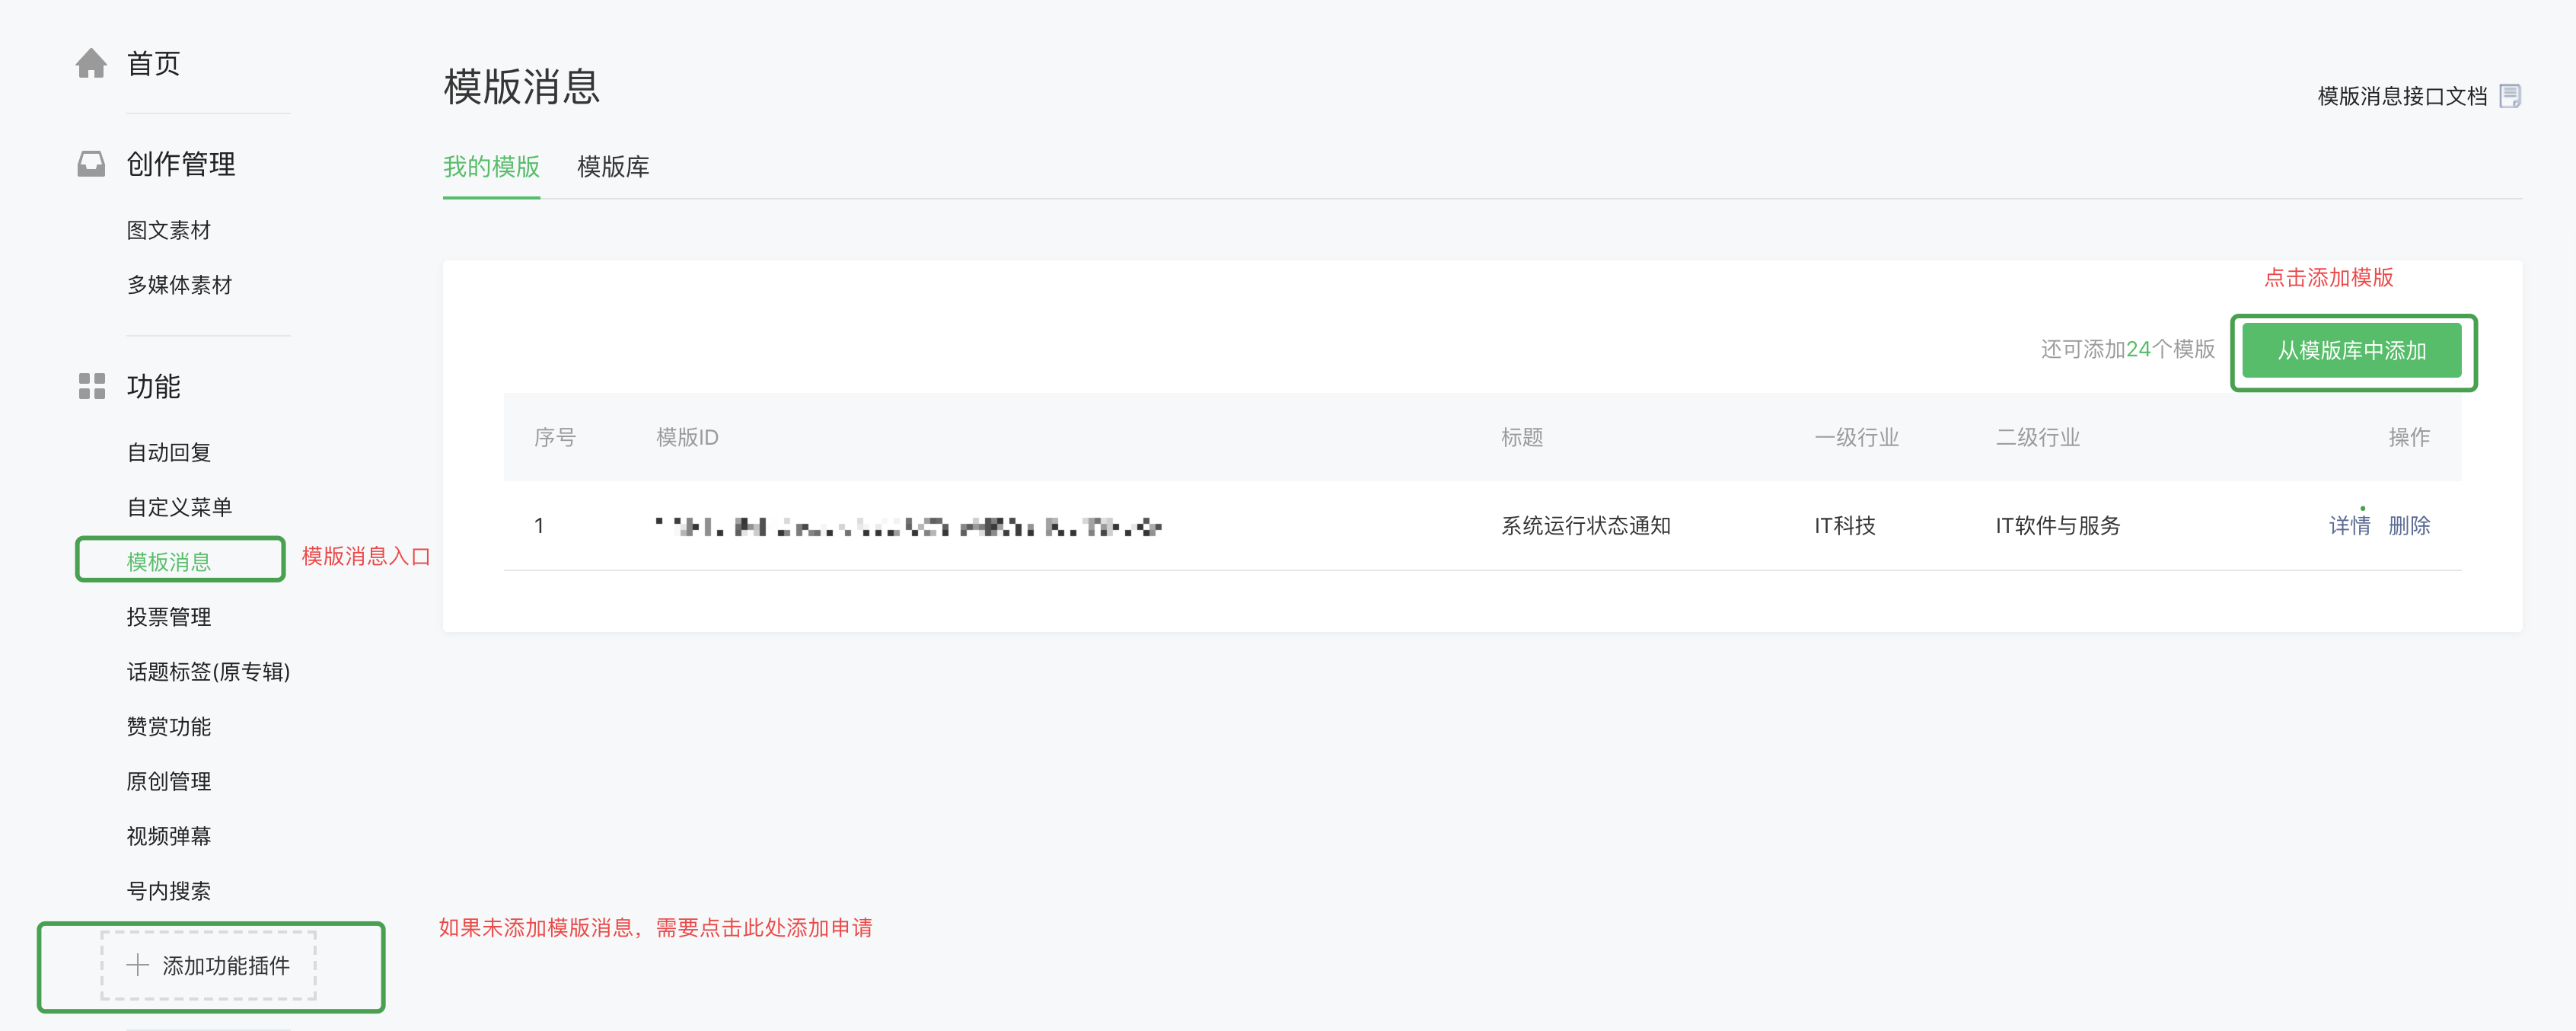 首页
创作管理
图文素材
多媒体素材
功能
自动回复
自定义菜单
模板消息
模版消息入口
投票管理
话题标签(原专辑)
赞赏功能
原创管理
视频弹幕
号内搜索
添加功能插件
模版消息
模版消息接口文档
我的模版 模版库
点击添加模版
还可添加24个模版 从模版库中添加
序号 模版ID 标题 一级行业 二级行业 操作
1 系统运行状态通知 IT科技 IT软件与服务 详情 删除
如果未添加模版消息，需要点击此处添加申请